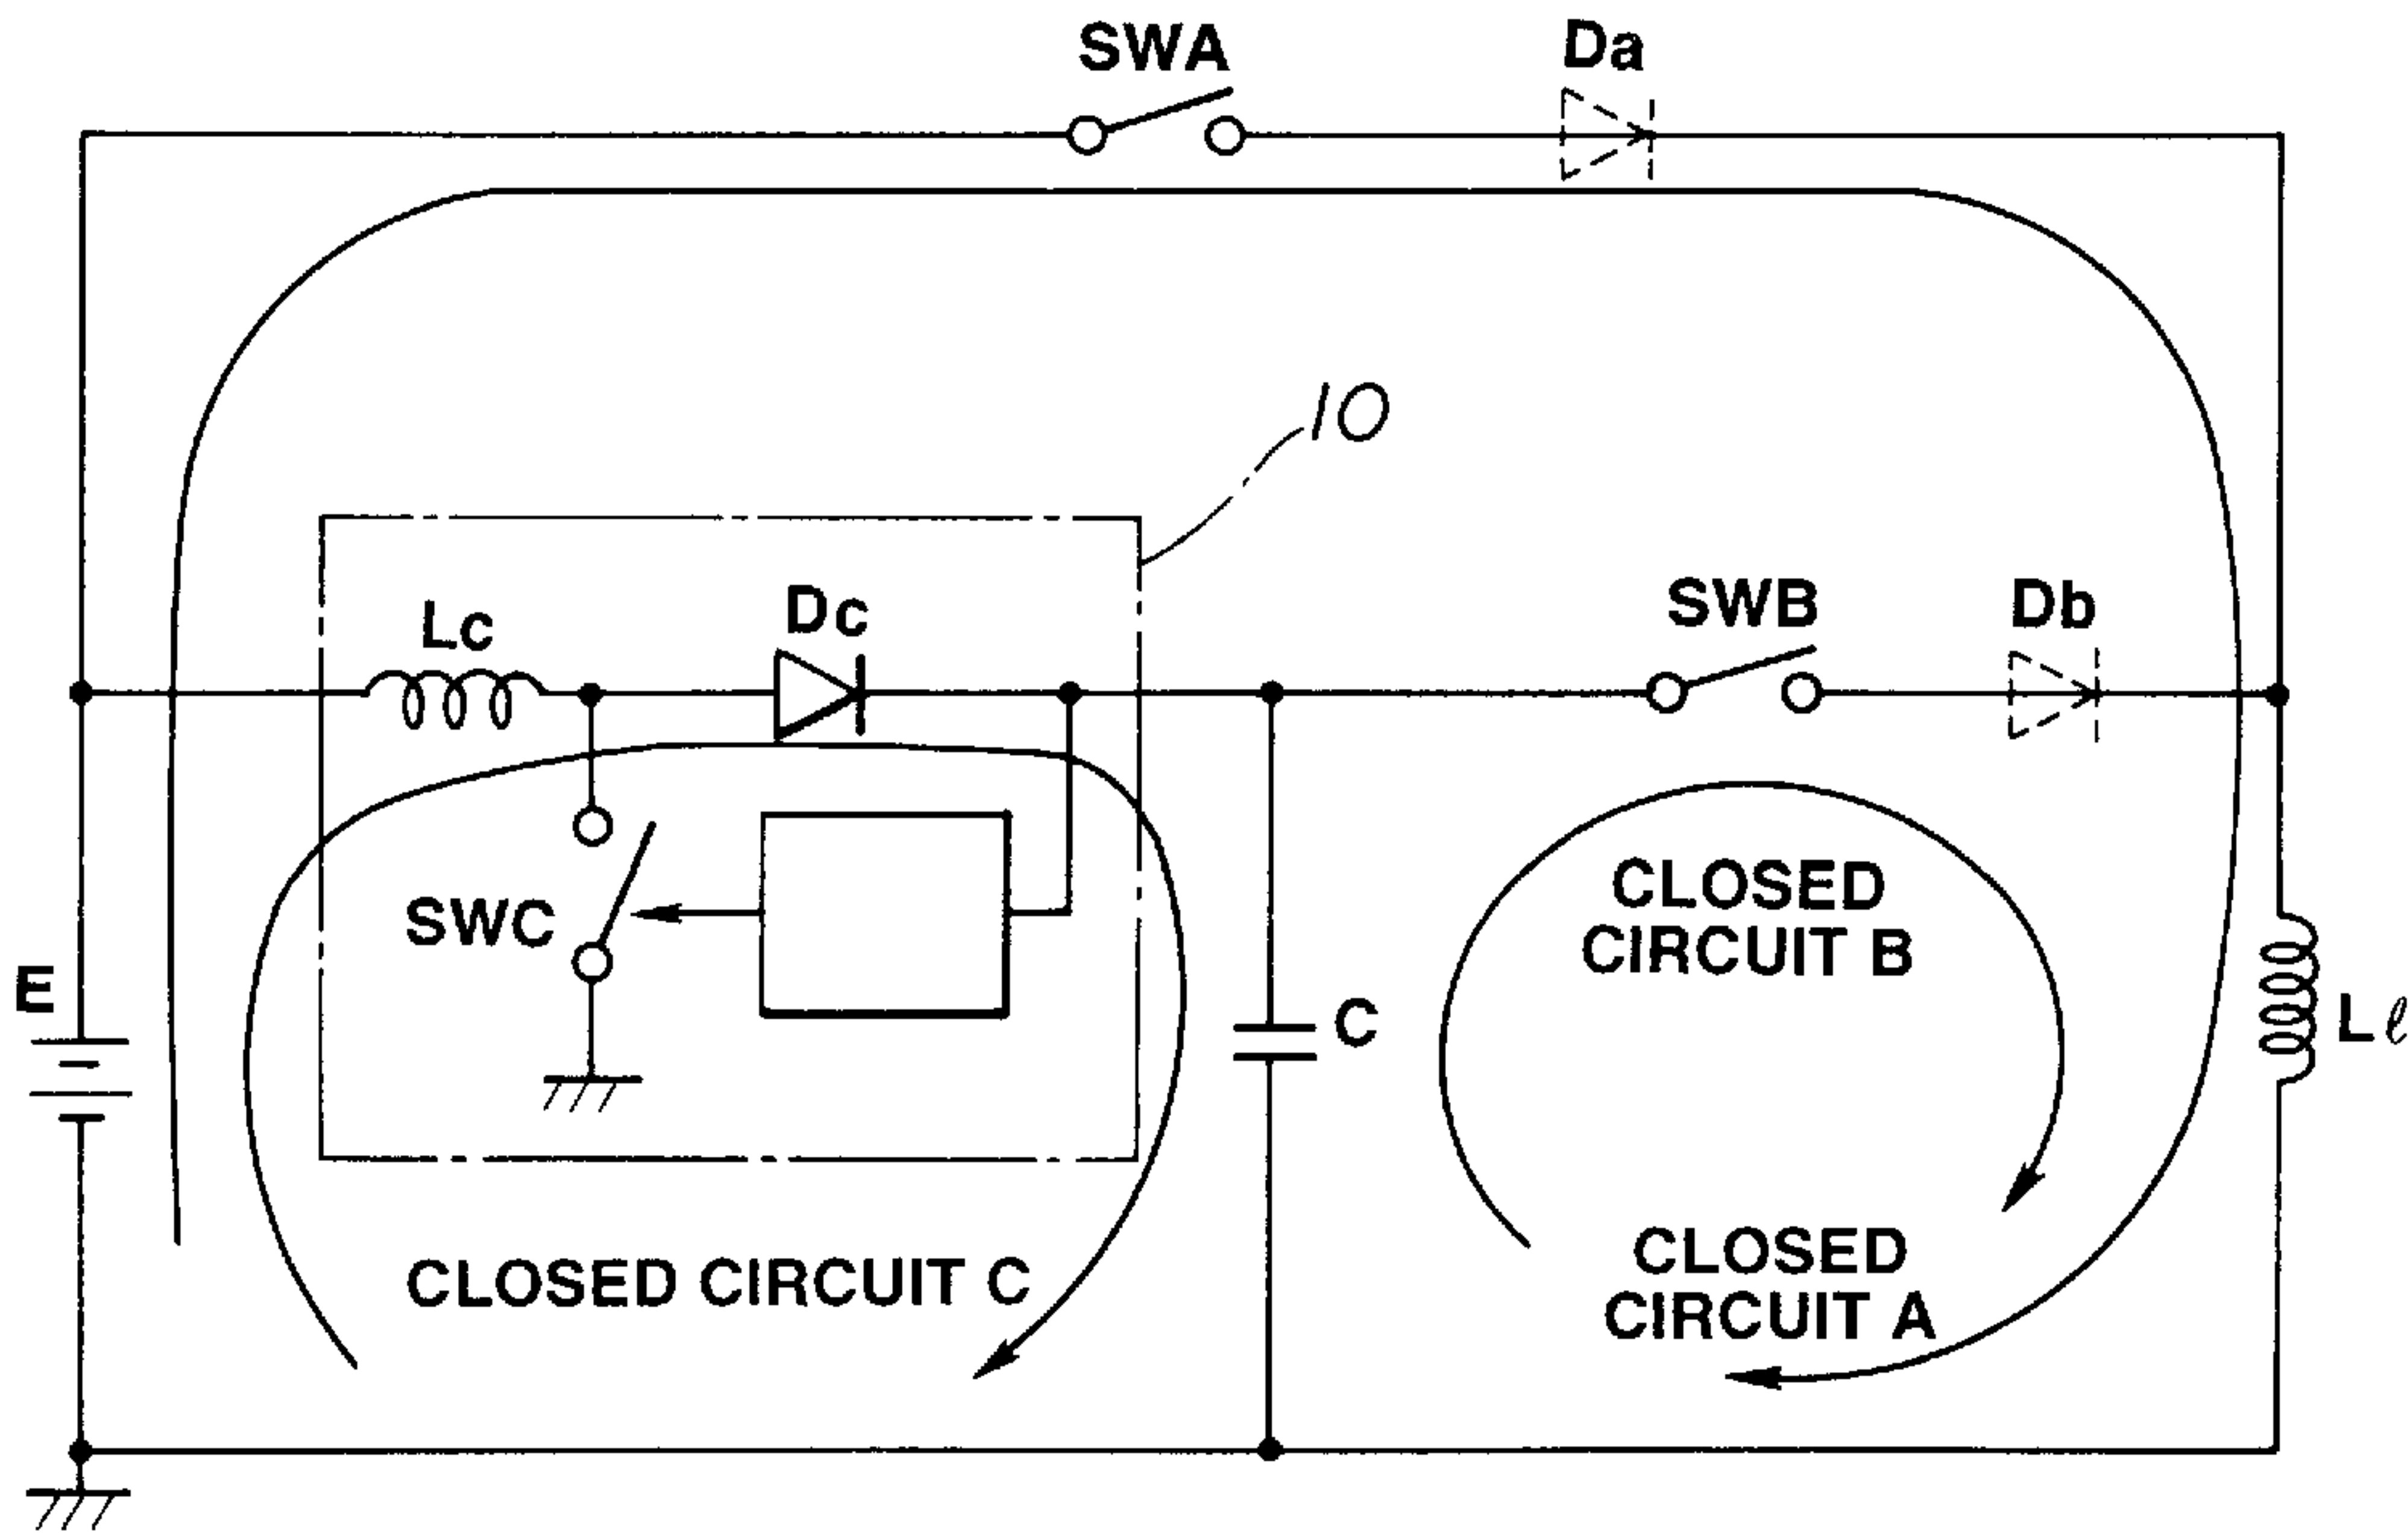 SWA
Da
10
Lc
Dc
SWB
Db
SWC
E
C
CLOSED
CIRCUIT B
Lℓ
CLOSED CIRCUIT C
CLOSED
CIRCUIT A